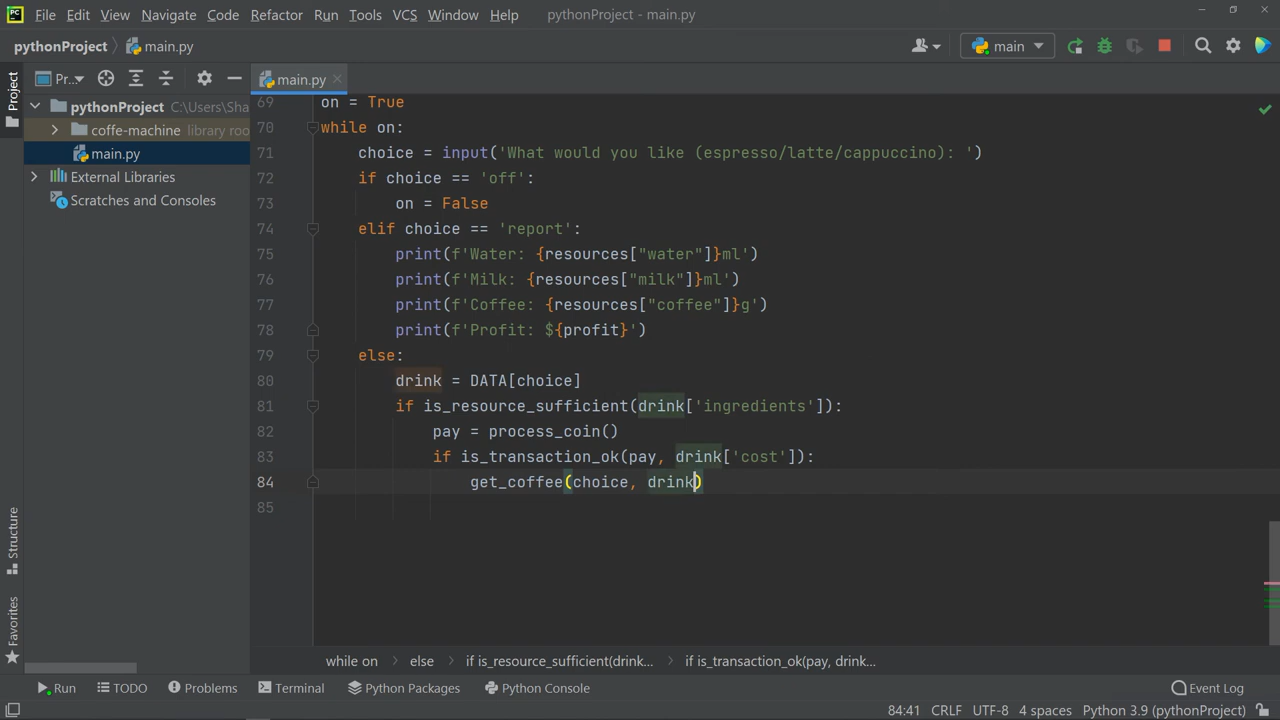 PC File Edit View Navigate Code Refactor Run Tools VCS Window Help pythonProject - main.py
pythonProject main.py main
Project Pr... main.py
pythonProject C:\Users\Sha
coffe-machine library roo
main.py
External Libraries
Scratches and Consoles
69 on = True
70 while on:
71 choice = input('What would you like (espresso/latte/cappuccino): ')
72 if choice == 'off':
73 on = False
74 elif choice == 'report':
75 print(f'Water: {resources["water"]}ml')
76 print(f'Milk: {resources["milk"]}ml')
77 print(f'Coffee: {resources["coffee"]}g')
78 print(f'Profit: ${profit}')
79 else:
80 drink = DATA[choice]
81 if is_resource_sufficient(drink['ingredients']):
82 pay = process_coin()
83 if is_transaction_ok(pay, drink['cost']):
84 get_coffee(choice, drink)
85
Structure
Favorites
while on else if is_resource_sufficient(drink... if is_transaction_ok(pay, drink...
Run TODO Problems Terminal Python Packages Python Console Event Log
84:41 CRLF UTF-8 4 spaces Python 3.9 (pythonProject)